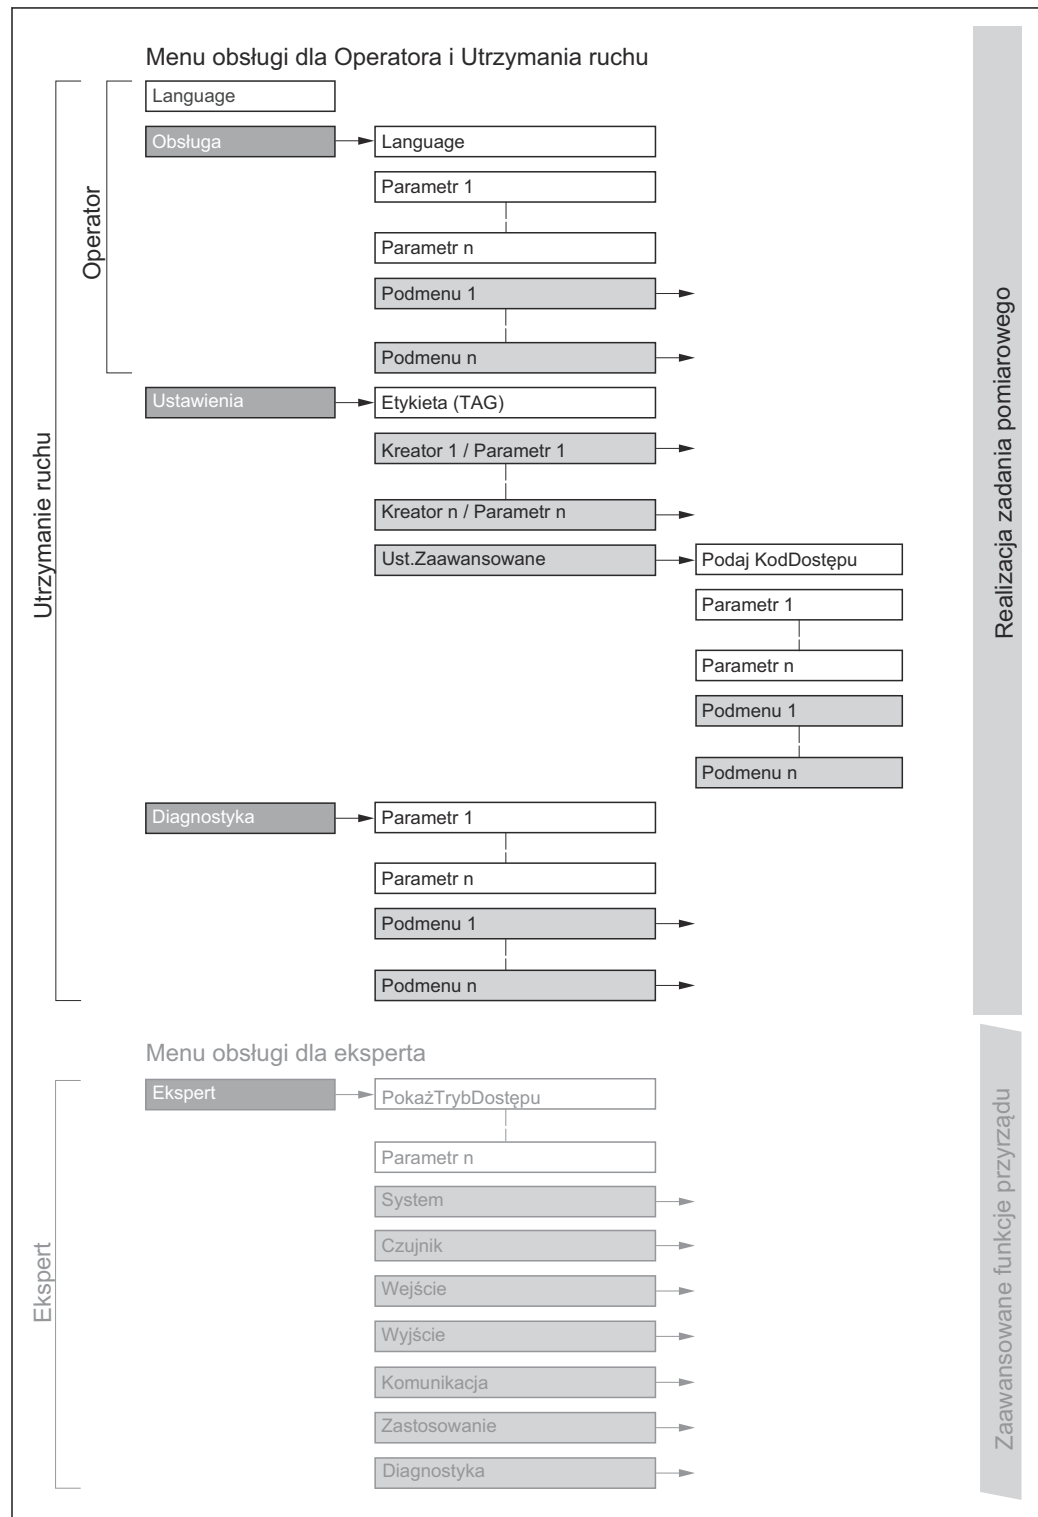 Menu obsługi dla Operatora i Utrzymania ruchu
Language
Obsługa
Language
Parametr 1
Parametr n
Podmenu 1
Podmenu n
Operator
Ustawienia
Etykieta (TAG)
Kreator 1 / Parametr 1
Kreator n / Parametr n
Ust.Zaawansowane
Podaj KodDostępu
Parametr 1
Parametr n
Podmenu 1
Podmenu n
Diagnostyka
Parametr 1
Parametr n
Podmenu 1
Podmenu n
Utrzymanie ruchu
Realizacja zadania pomiarowego
Menu obsługi dla eksperta
Ekspert
PokażTrybDostępu
Parametr n
System
Czujnik
Wejście
Wyjście
Komunikacja
Zastosowanie
Diagnostyka
Ekspert
Zaawansowane funkcje przyrządu